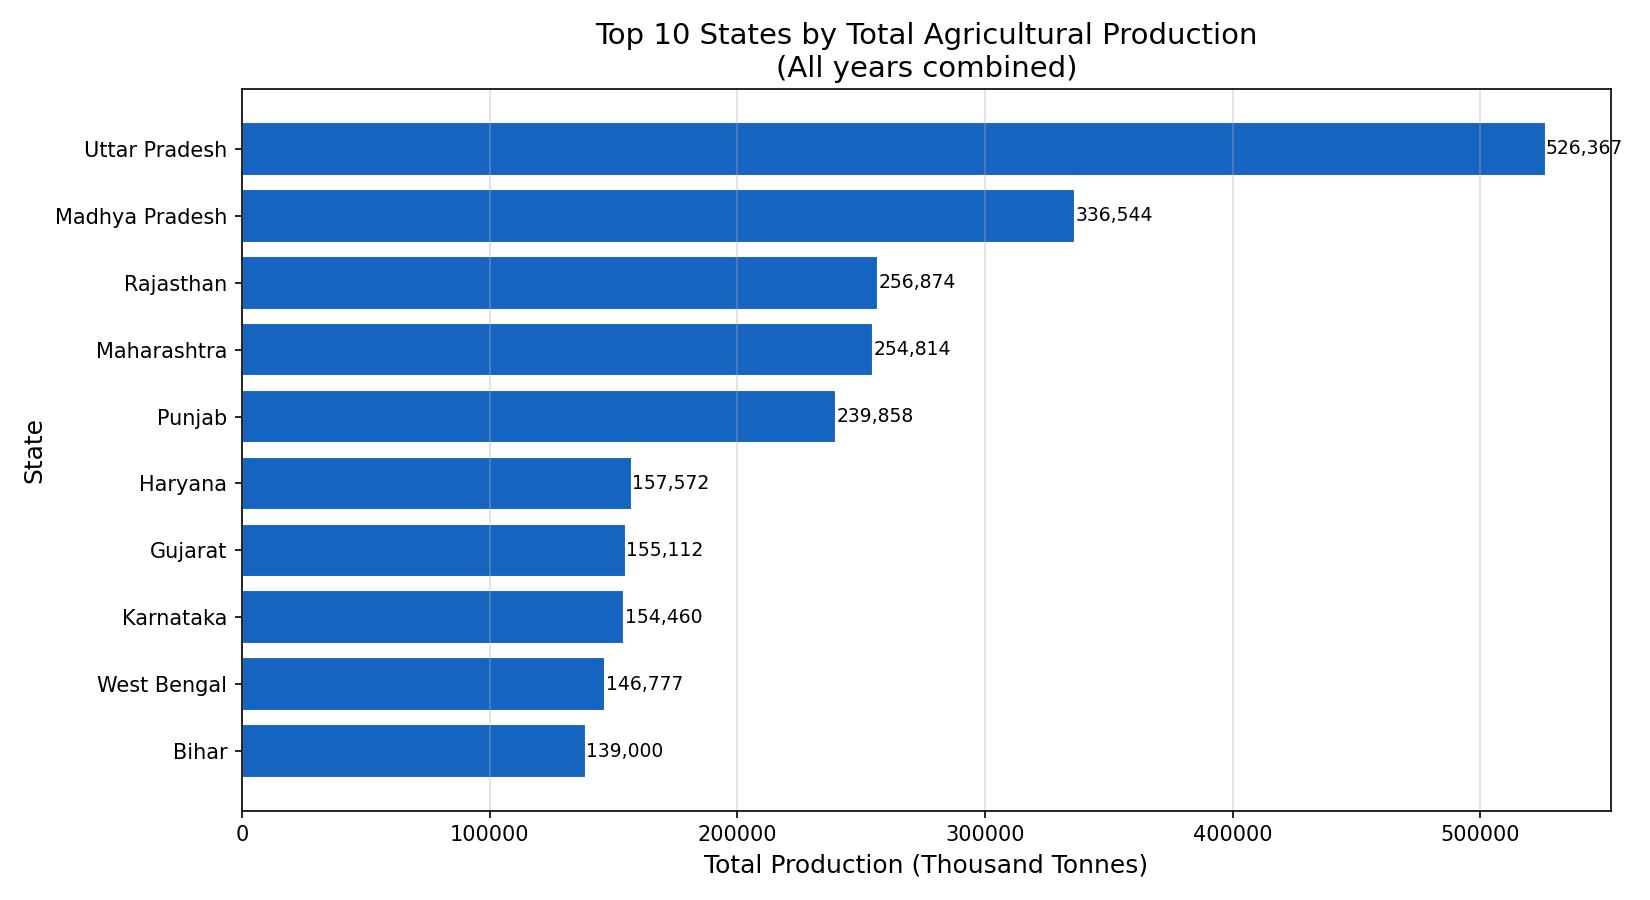 Top 10 States by Total Agricultural Production
(All years combined)
State
Uttar Pradesh 526,367
Madhya Pradesh 336,544
Rajasthan 256,874
Maharashtra 254,814
Punjab 239,858
Haryana 157,572
Gujarat 155,112
Karnataka 154,460
West Bengal 146,777
Bihar 139,000
0 100000 200000 300000 400000 500000
Total Production (Thousand Tonnes)